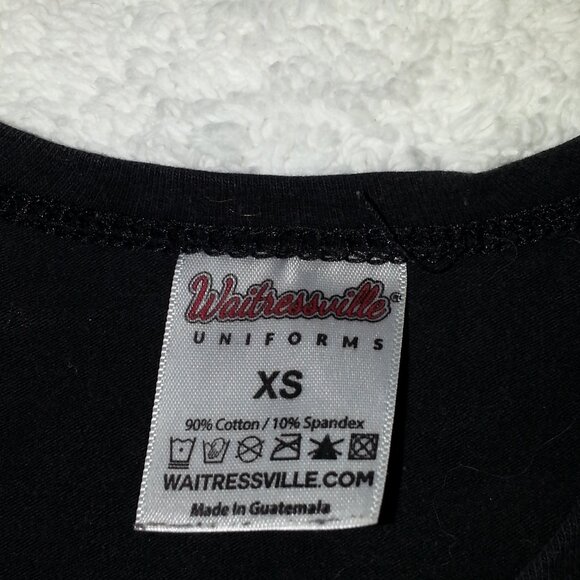 Waitressville®
UNIFORMS
XS
90% Cotton / 10% Spandex
WAITRESSVILLE.COM
Made in Guatemala